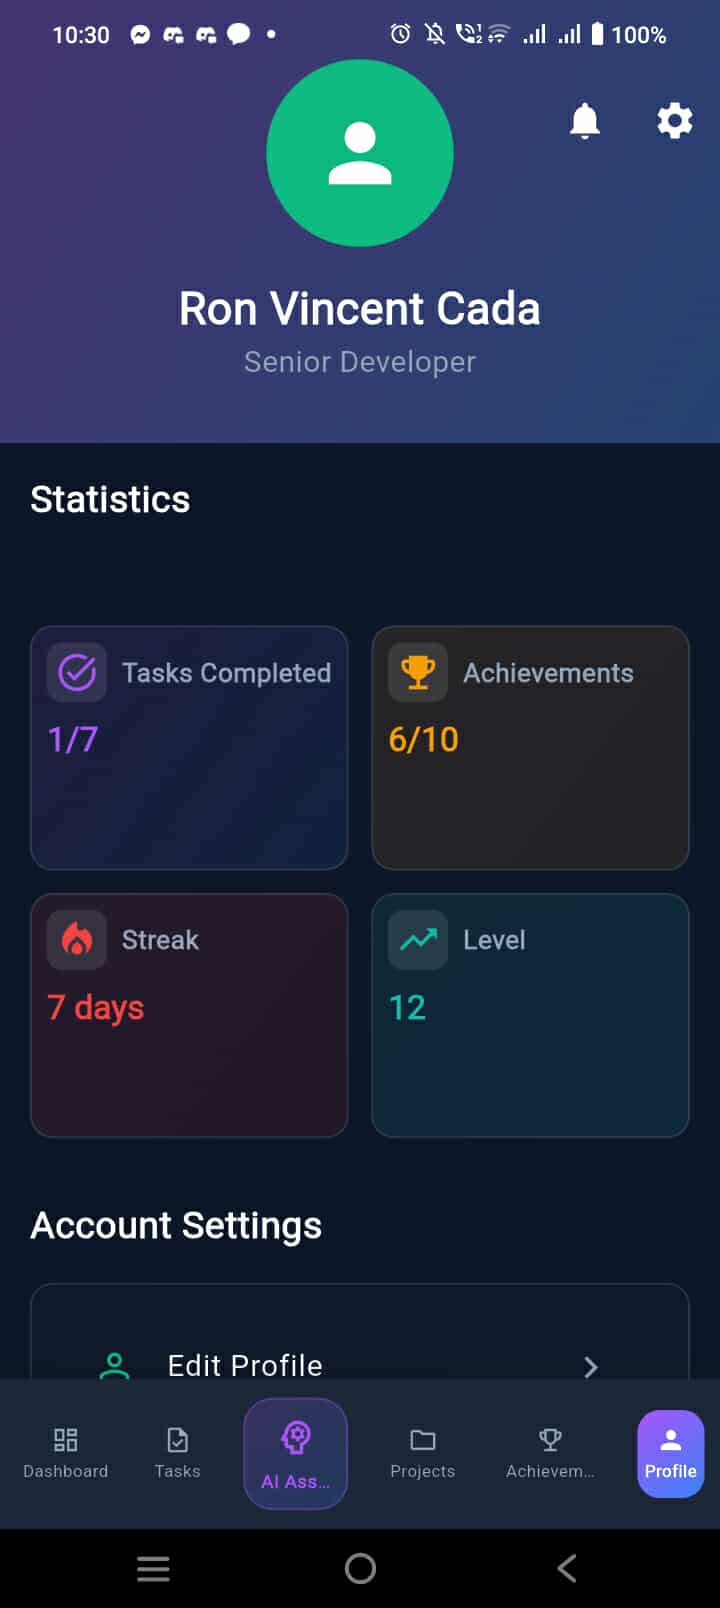 10:30 100%
Ron Vincent Cada
Senior Developer
Statistics
Tasks Completed
1/7
Achievements
6/10
Streak
7 days
Level
12
Account Settings
Edit Profile
Dashboard
Tasks
AI Ass...
Projects
Achievem...
Profile